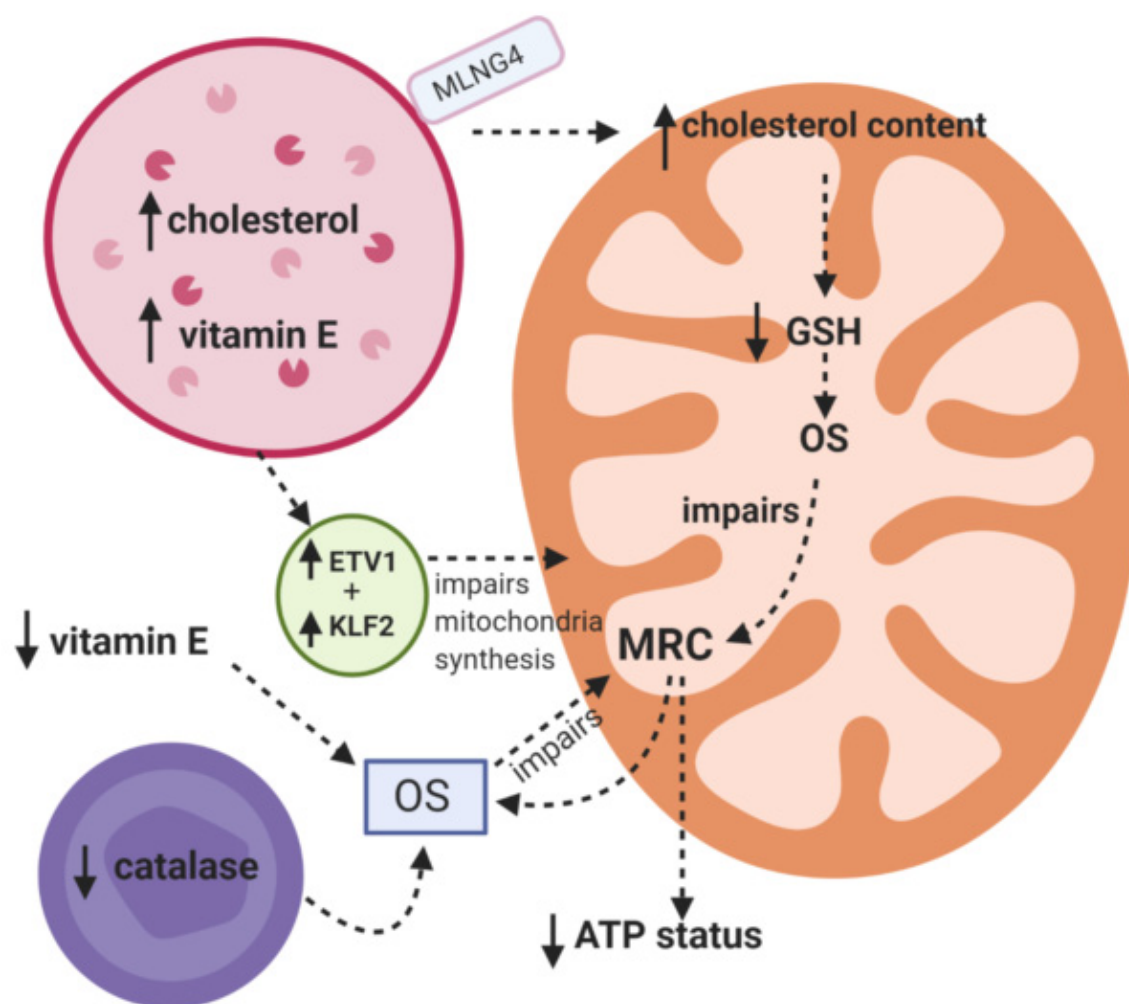 MLNG4
cholesterol content
cholesterol
vitamin E
GSH
OS
impairs
ETV1
+
KLF2
impairs
mitochondria
synthesis
MRC
vitamin E
impairs
OS
catalase
ATP status